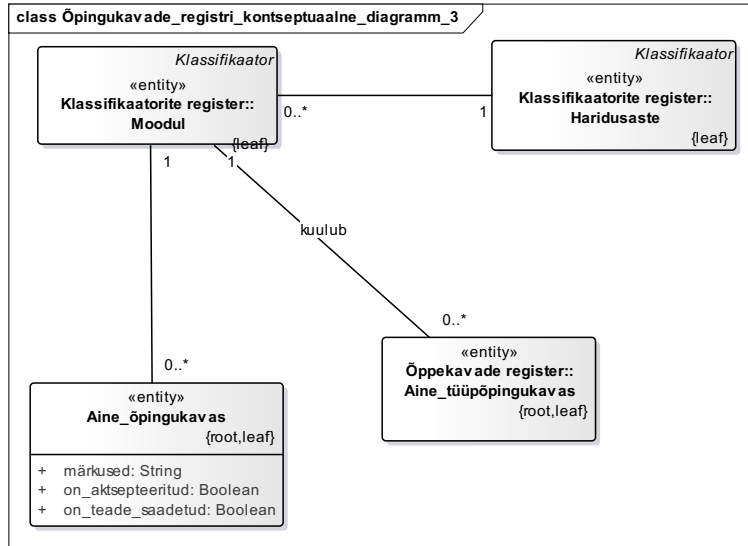 class Õpingukavade_registri_kontseptuaalne_diagramm_3
Klassifikaator
«entity»
Klassifikaatorite register::
Moodul
{leaf}
0..*
1
Klassifikaator
«entity»
Klassifikaatorite register::
Haridusaste
{leaf}
1
1
kuulub
0..*
0..*
«entity»
Õppekavade register::
Aine_tüüpõpingukavas
{root,leaf}
«entity»
Aine_õpingukavas
{root,leaf}
+ märkused: String
+ on_aktsepteeritud: Boolean
+ on_teade_saadetud: Boolean